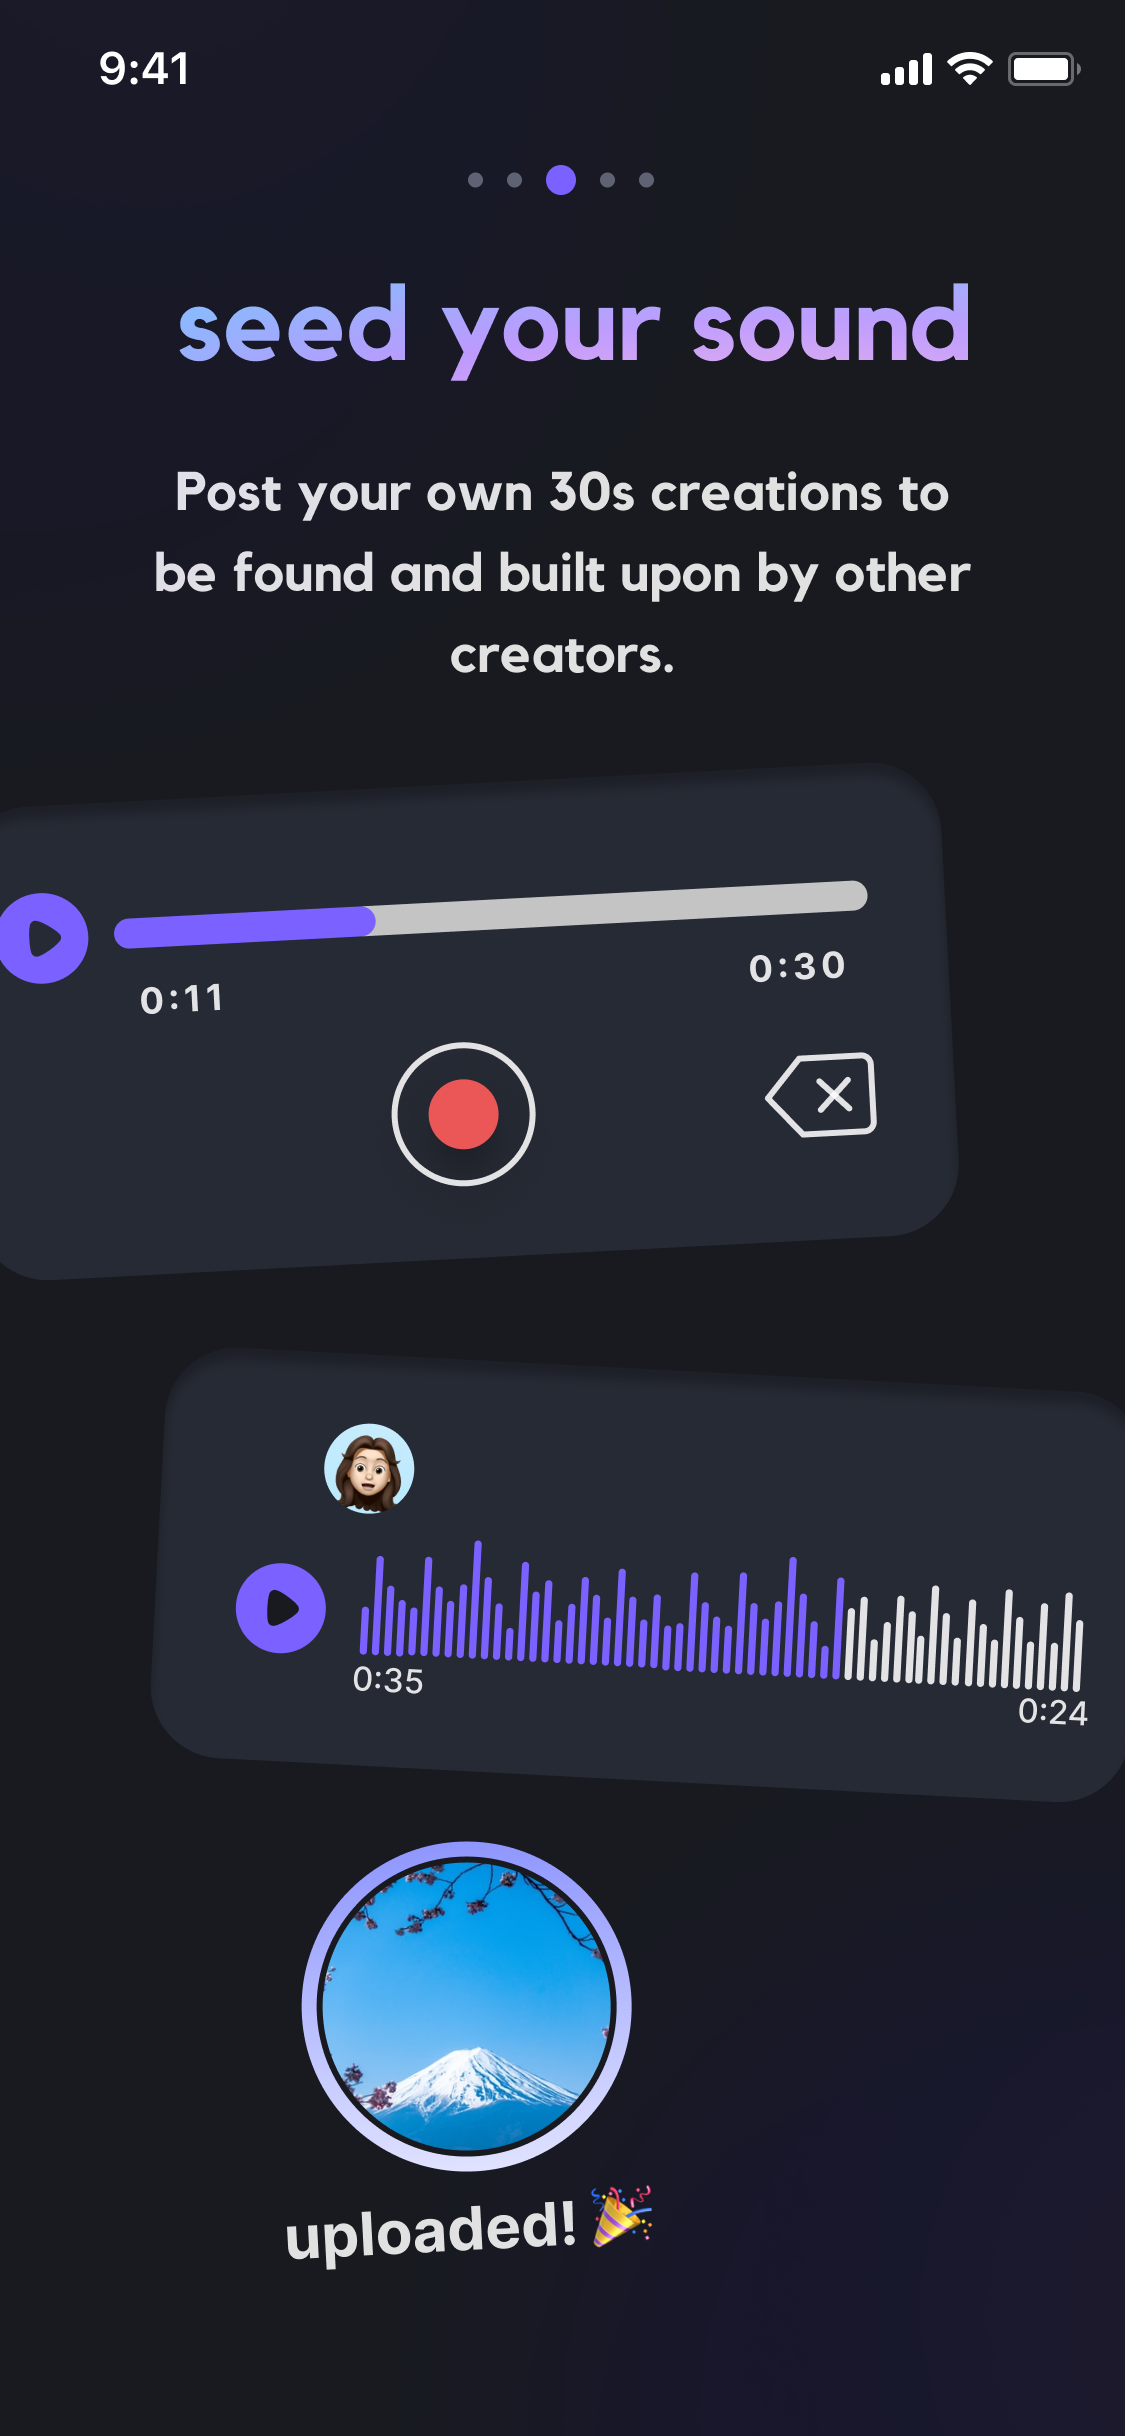 9:41
seed your sound
Post your own 30s creations to
be found and built upon by other
creators.
0:11
0:30
0:35
0:24
uploaded! 🎉